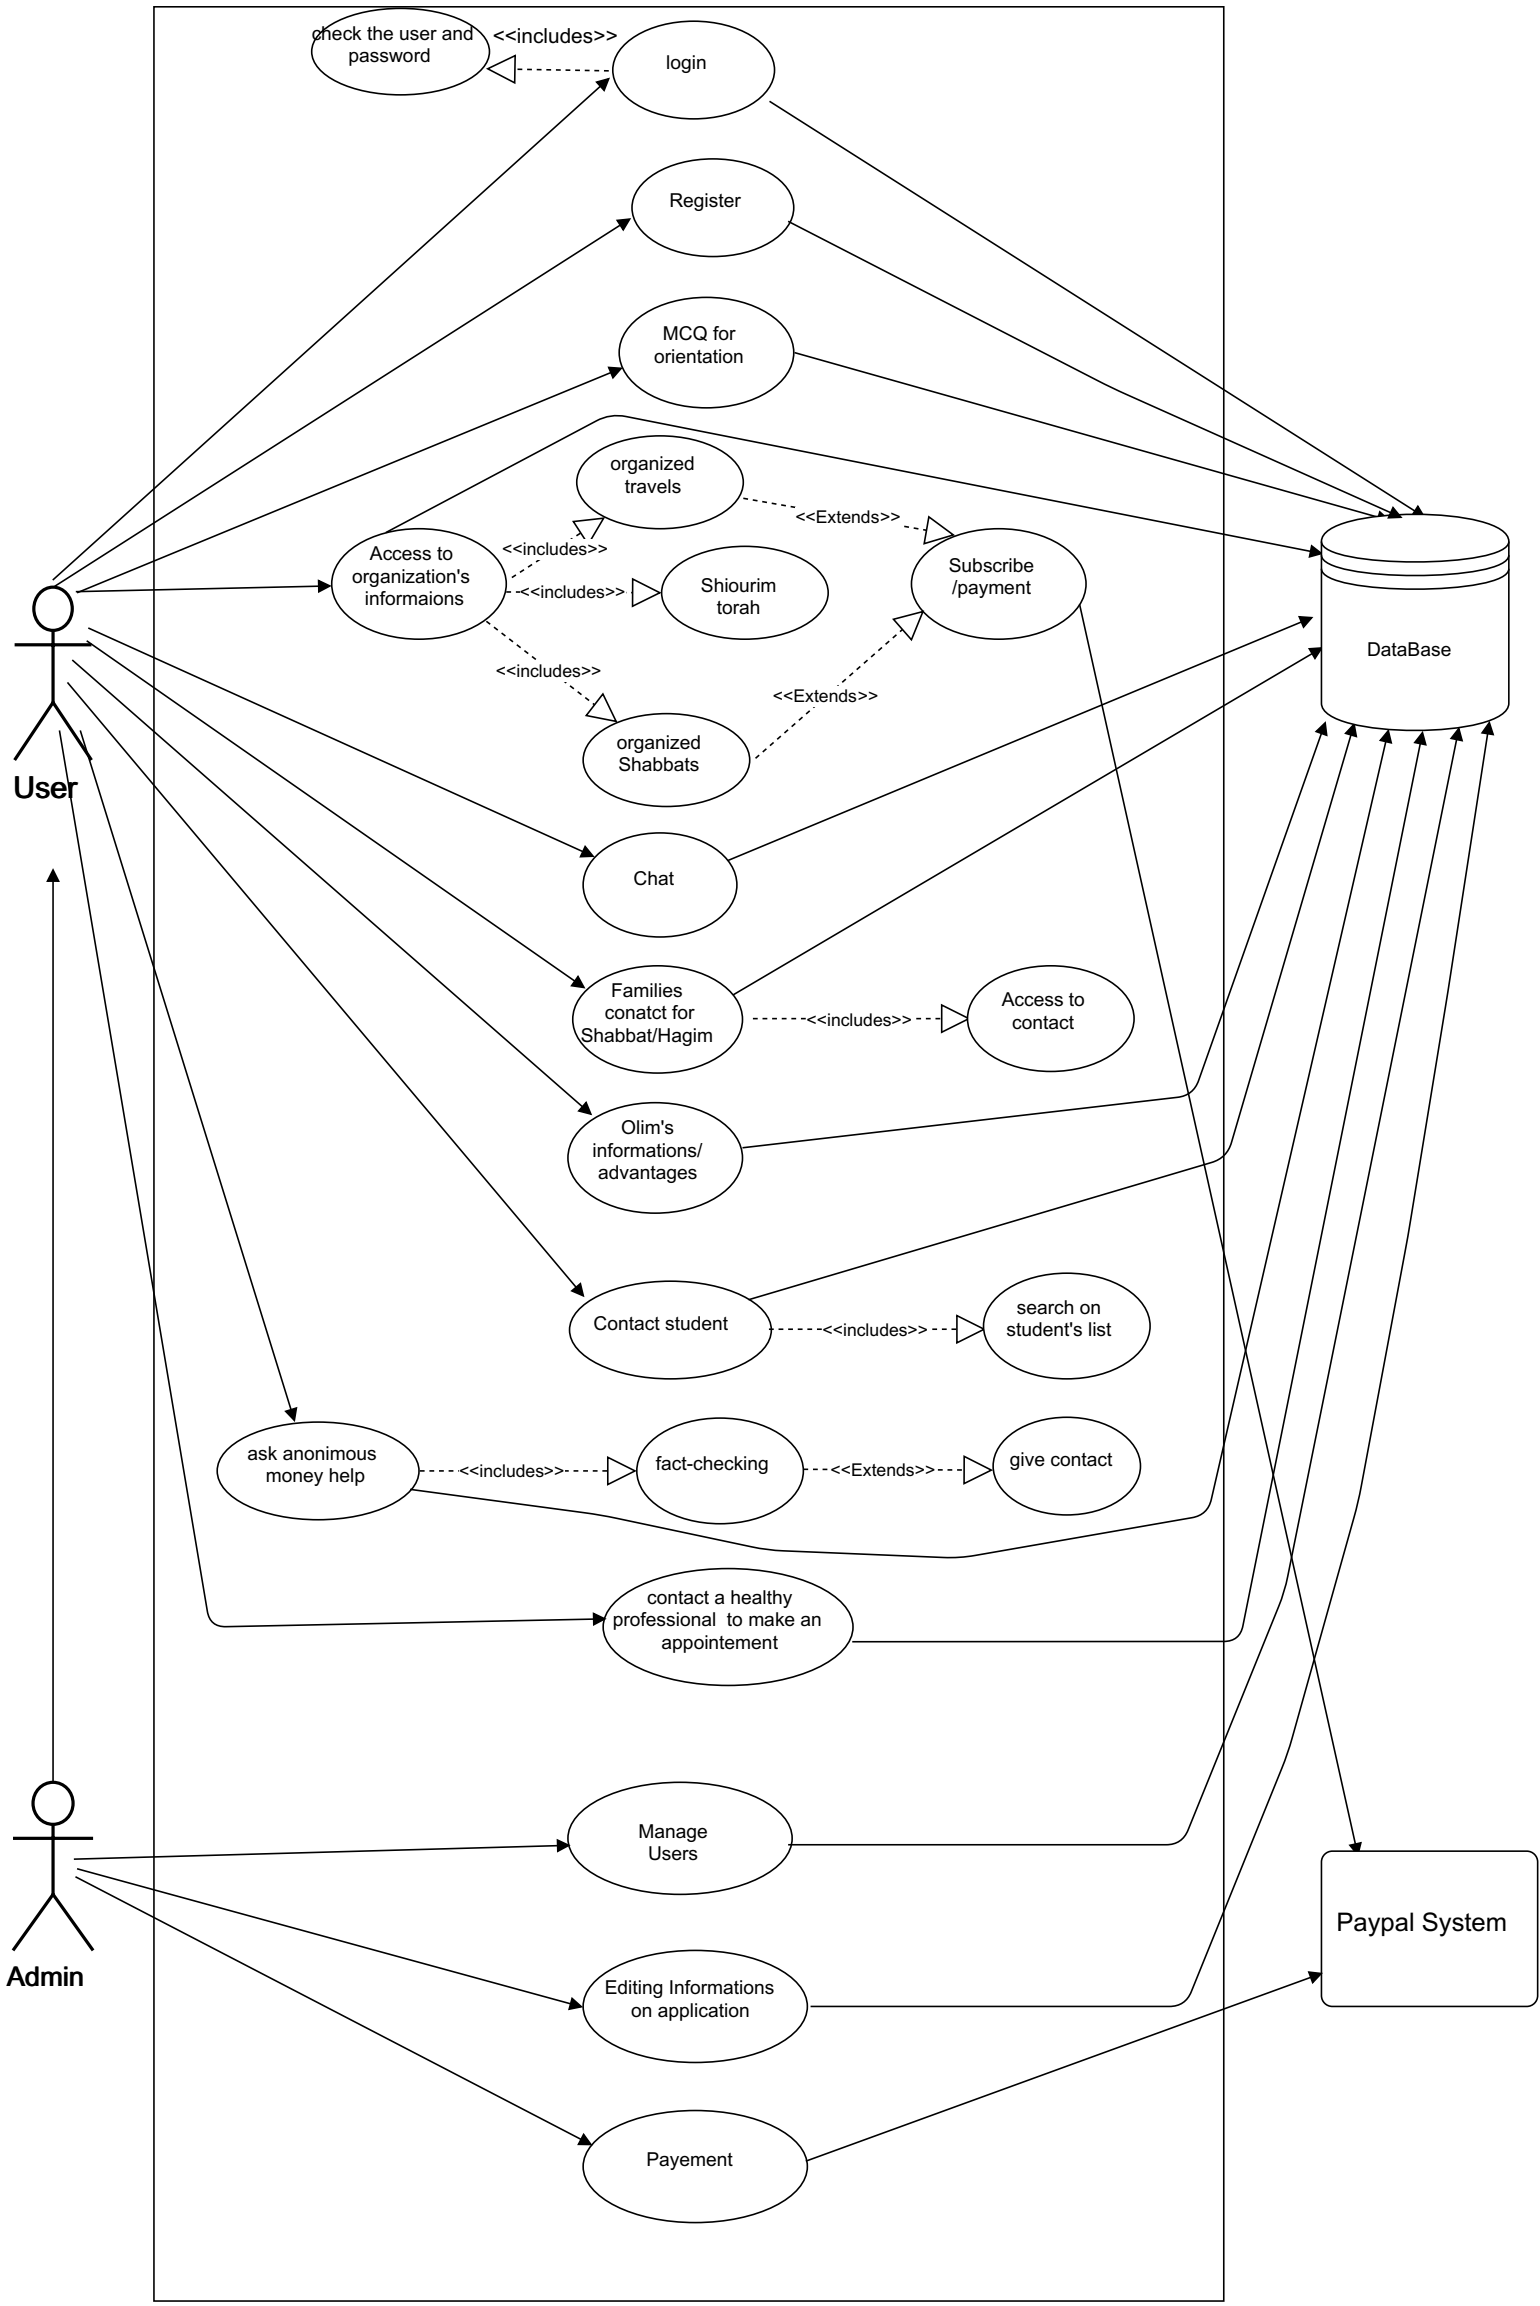 check the user and
password
<<includes>>
login
Register
MCQ for
orientation
organized
travels
<<Extends>>
Access to
organization's
informaions
<<includes>>
<<includes>>
Shiourim
torah
Subscribe
/payment
<<includes>>
<<Extends>>
organized
Shabbats
DataBase
User
Chat
Families
conatct for
Shabbat/Hagim
<<includes>>
Access to
contact
Olim's
informations/
advantages
Contact student
<<includes>>
search on
student's list
ask anonimous
money help
<<includes>>
fact-checking
<<Extends>>
give contact
contact a healthy
professional  to make an
appointement
Manage
Users
Admin
Paypal System
Editing Informations
on application
Payement